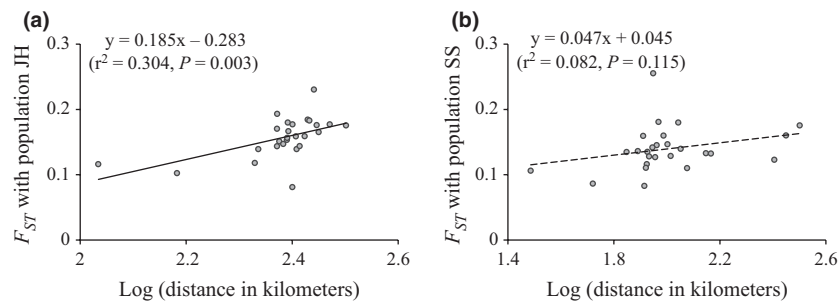 (a)
y = 0.185x – 0.283
(r² = 0.304, P = 0.003)
F_ST with population JH
0.3
0.2
0.1
0
2
2.2
2.4
2.6
Log (distance in kilometers)
(b)
y = 0.047x + 0.045
(r² = 0.082, P = 0.115)
F_ST with population SS
0.3
0.2
0.1
0
1.4
1.8
2.2
2.6
Log (distance in kilometers)